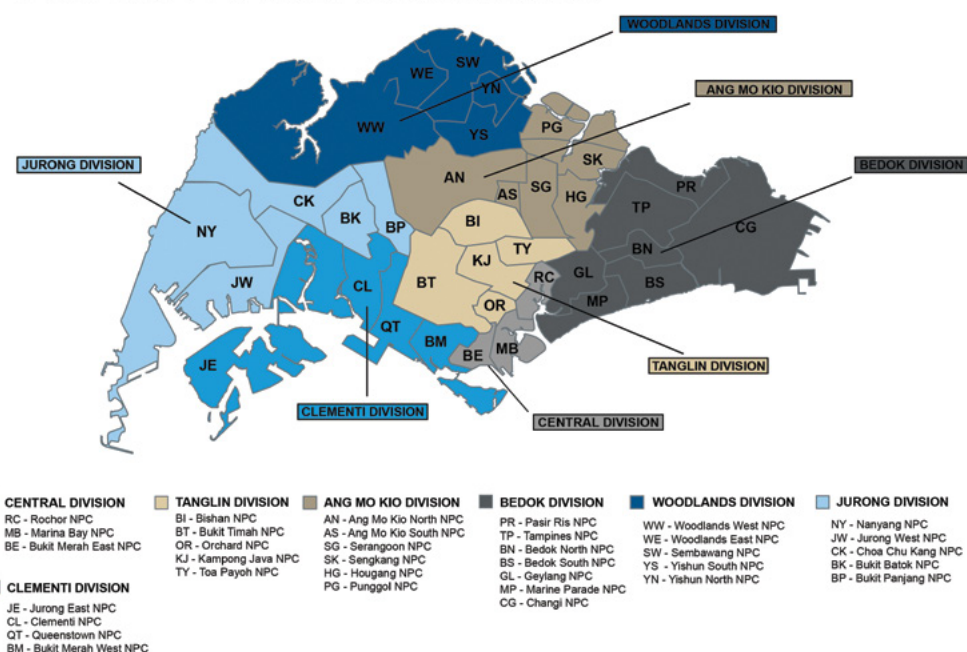 WOODLANDS DIVISION
ANG MO KIO DIVISION
JURONG DIVISION
BEDOK DIVISION
TANGLIN DIVISION
CLEMENTI DIVISION
CENTRAL DIVISION
WE
SW
YN
WW
YS
PG
SK
AN
AS
SG
HG
PR
TP
CG
CK
BK
BP
NY
BI
TY
BN
KJ
RC
GL
BS
JW
CL
BT
OR
MP
QT
BM
BE
MB
JE
CENTRAL DIVISION
RC - Rochor NPC
MB - Marina Bay NPC
BE - Bukit Merah East NPC
TANGLIN DIVISION
BI - Bishan NPC
BT - Bukit Timah NPC
OR - Orchard NPC
KJ - Kampong Java NPC
TY - Toa Payoh NPC
ANG MO KIO DIVISION
AN - Ang Mo Kio North NPC
AS - Ang Mo Kio South NPC
SG - Serangoon NPC
SK - Sengkang NPC
HG - Hougang NPC
PG - Punggol NPC
BEDOK DIVISION
PR - Pasir Ris NPC
TP - Tampines NPC
BN - Bedok North NPC
BS - Bedok South NPC
GL - Geylang NPC
MP - Marine Parade NPC
CG - Changi NPC
WOODLANDS DIVISION
WW - Woodlands West NPC
WE - Woodlands East NPC
SW - Sembawang NPC
YS - Yishun South NPC
YN - Yishun North NPC
JURONG DIVISION
NY - Nanyang NPC
JW - Jurong West NPC
CK - Choa Chu Kang NPC
BK - Bukit Batok NPC
BP - Bukit Panjang NPC
CLEMENTI DIVISION
JE - Jurong East NPC
CL - Clementi NPC
QT - Queenstown NPC
BM - Bukit Merah West NPC